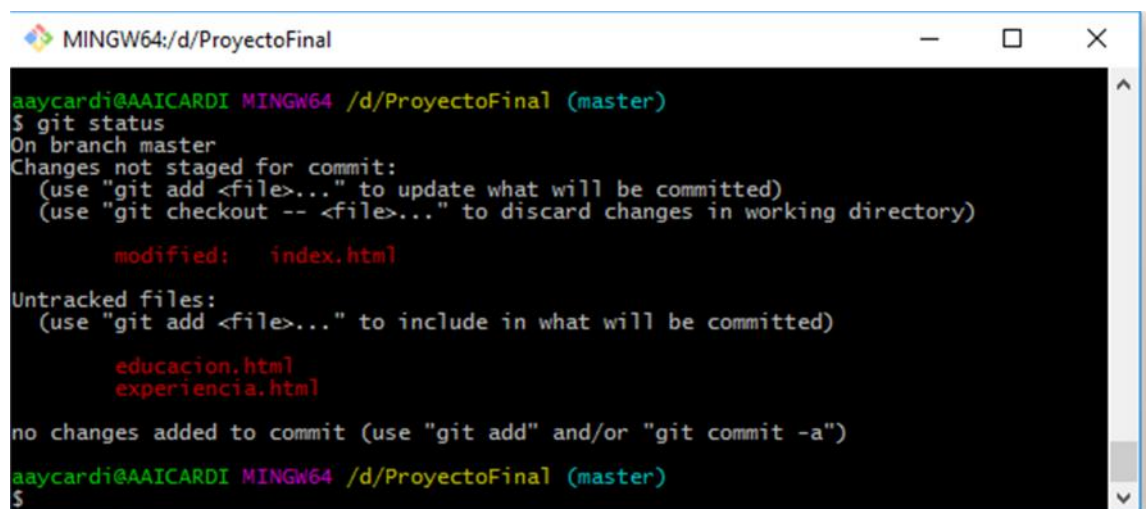 MINGW64:/d/ProyectoFinal
aaycardi@AAICARDI MINGW64 /d/ProyectoFinal (master)
$ git status
On branch master
Changes not staged for commit:
  (use "git add <file>..." to update what will be committed)
  (use "git checkout -- <file>..." to discard changes in working directory)
        modified:   index.html
Untracked files:
  (use "git add <file>..." to include in what will be committed)
        educacion.html
        experiencia.html
no changes added to commit (use "git add" and/or "git commit -a")
aaycardi@AAICARDI MINGW64 /d/ProyectoFinal (master)
$